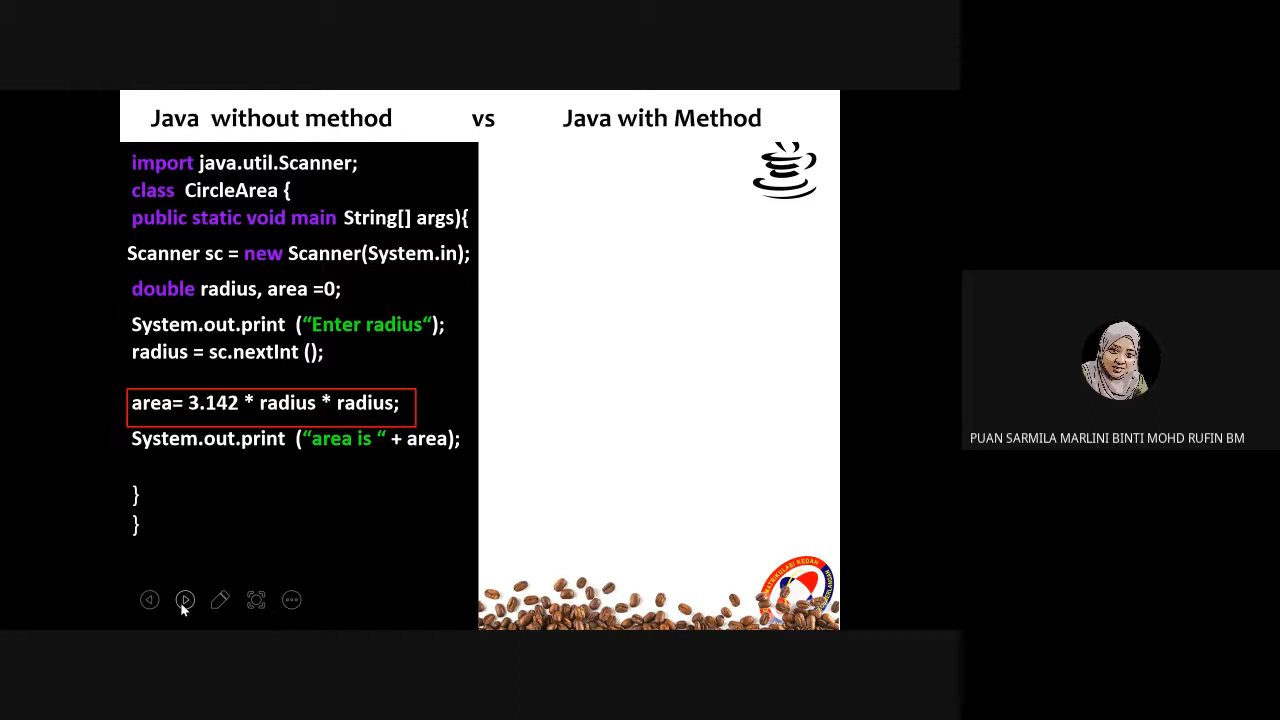 Java without method vs Java with Method
import java.util.Scanner;
class CircleArea {
public static void main String[] args){
Scanner sc = new Scanner(System.in);
double radius, area =0;
System.out.print (“Enter radius“);
radius = sc.nextInt ();
area= 3.142 * radius * radius;
System.out.print (“area is “ + area);
}
}
PUAN SARMILA MARLINI BINTI MOHD RUFIN BM
MATRIKULASI KEDAH